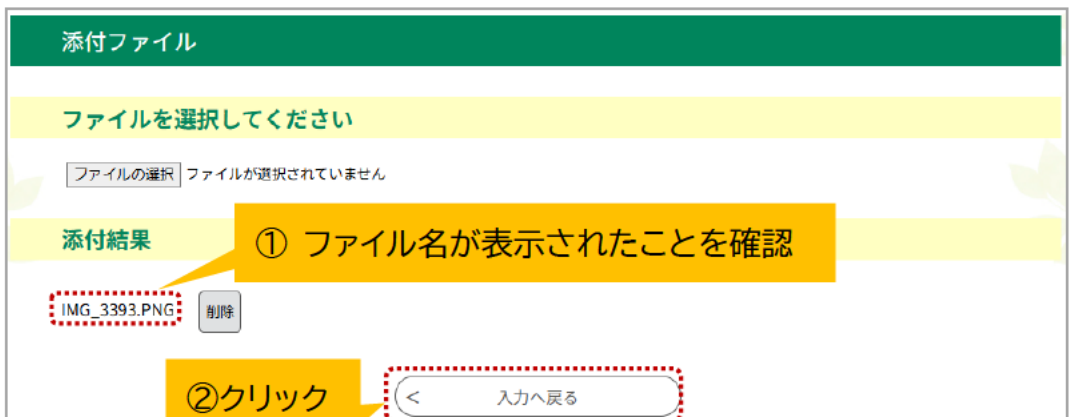 添付ファイル
ファイルを選択してください
ファイルの選択 ファイルが選択されていません
添付結果
① ファイル名が表示されたことを確認
IMG_3393.PNG 削除
②クリック
< 入力へ戻る